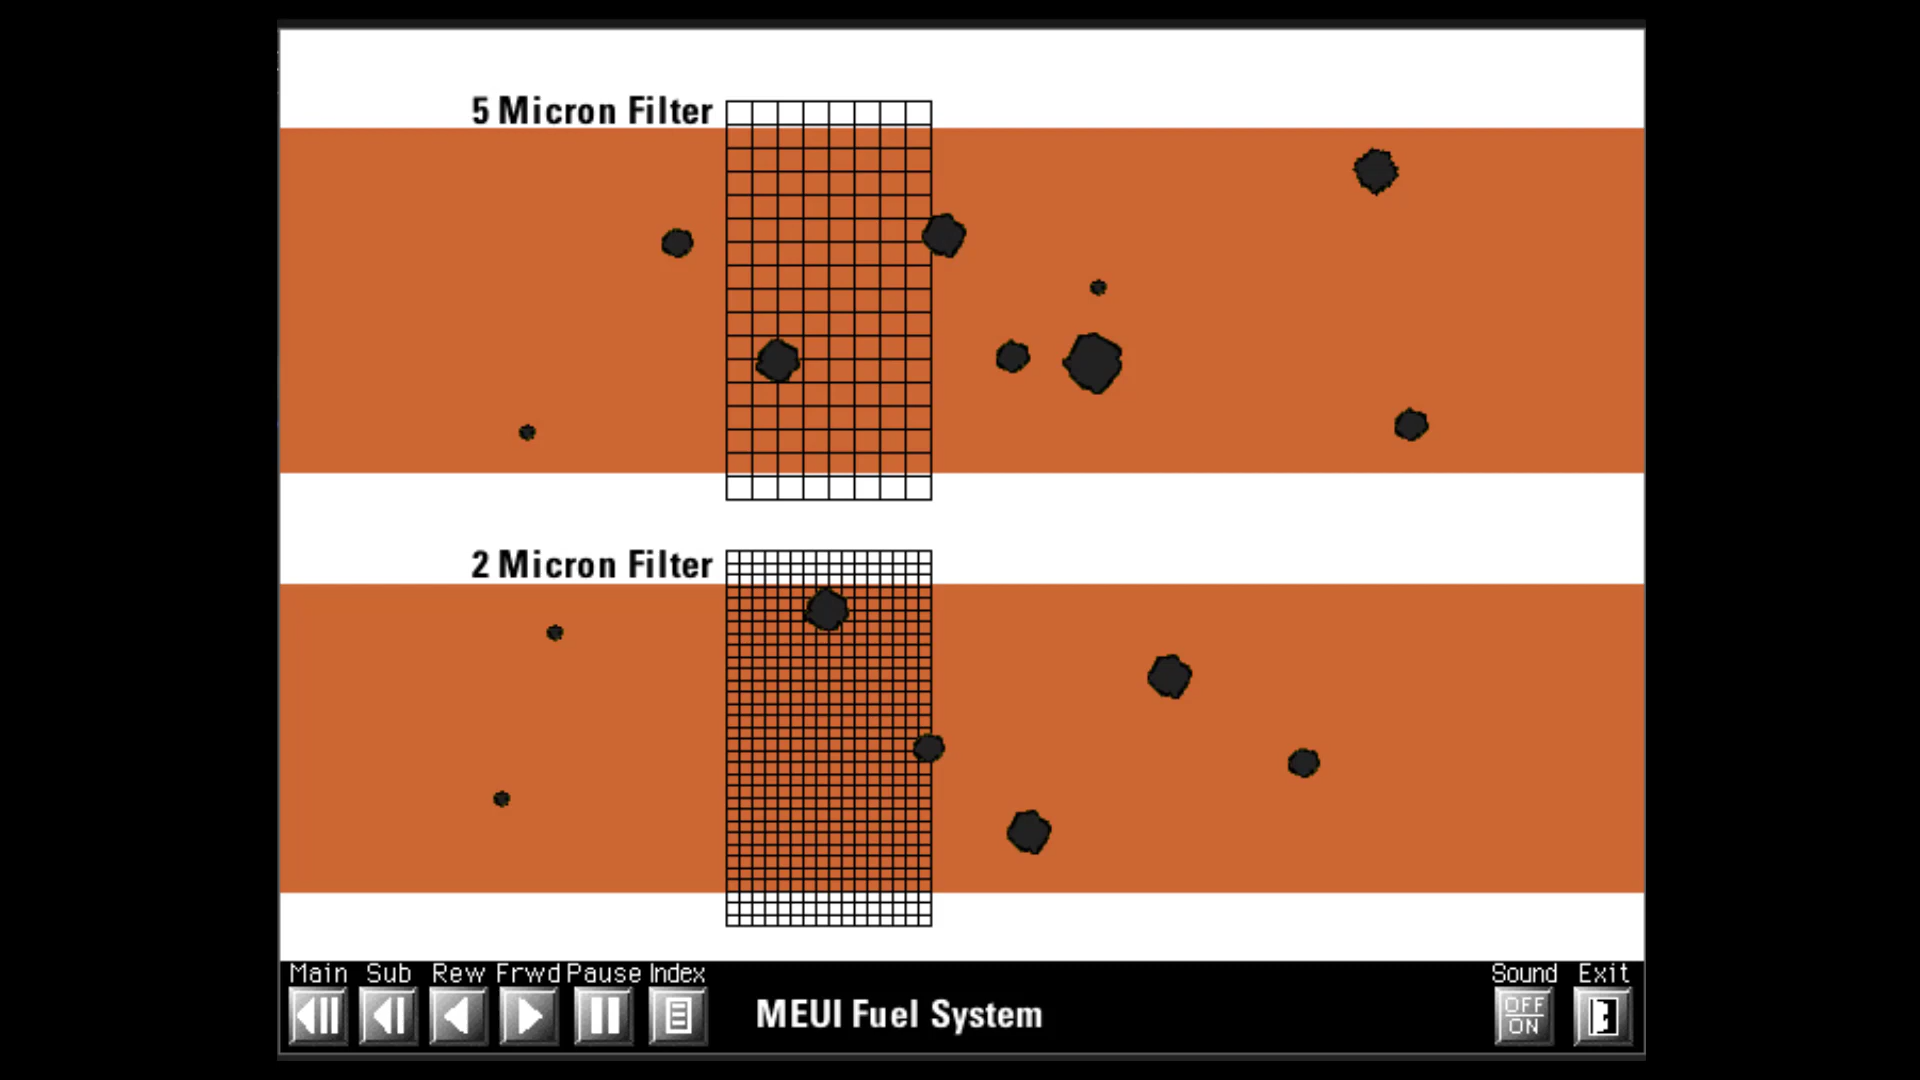 5 Micron Filter
2 Micron Filter
Main Sub Rew Frwd Pause Index
Sound Exit
MEUI Fuel System
OFF
ON